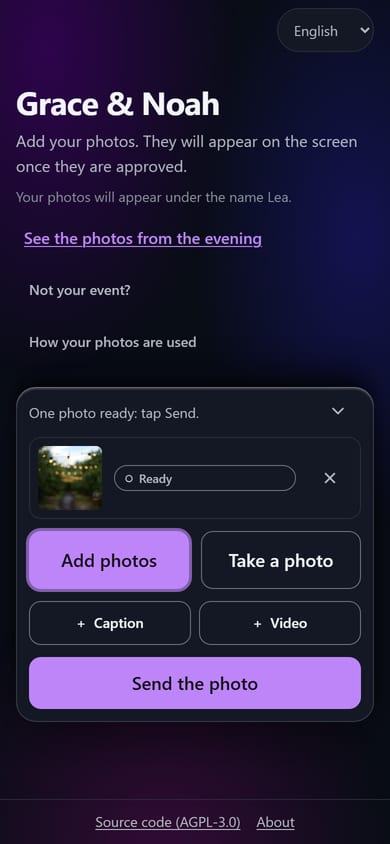 English
Grace & Noah
Add your photos. They will appear on the screen
once they are approved.
Your photos will appear under the name Lea.
See the photos from the evening
Not your event?
How your photos are used
One photo ready: tap Send.
Ready
Add photos
Take a photo
+ Caption
+ Video
Send the photo
Source code (AGPL-3.0)
About